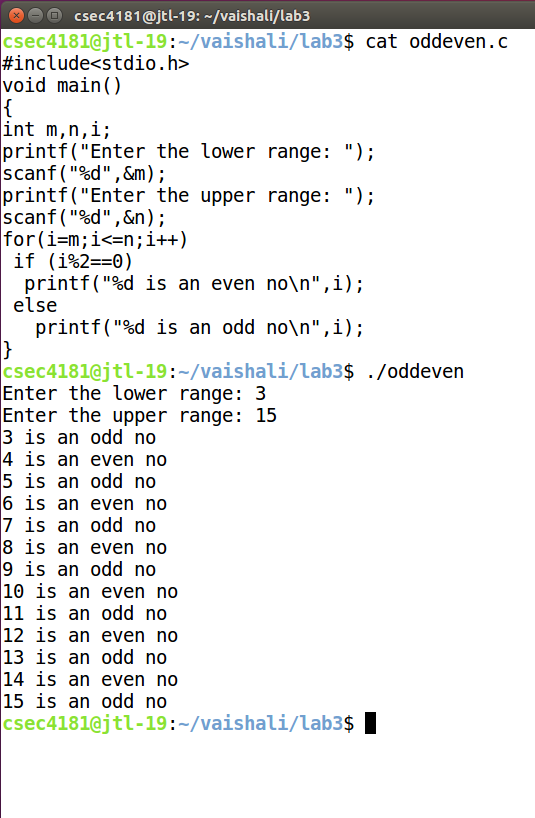 csec4181@jtl-19: ~/vaishali/lab3
csec4181@jtl-19:~/vaishali/lab3$ cat oddeven.c
#include<stdio.h>
void main()
{
int m,n,i;
printf("Enter the lower range: ");
scanf("%d",&m);
printf("Enter the upper range: ");
scanf("%d",&n);
for(i=m;i<=n;i++)
 if (i%2==0)
  printf("%d is an even no\n",i);
 else
   printf("%d is an odd no\n",i);
}
csec4181@jtl-19:~/vaishali/lab3$ ./oddeven
Enter the lower range: 3
Enter the upper range: 15
3 is an odd no
4 is an even no
5 is an odd no
6 is an even no
7 is an odd no
8 is an even no
9 is an odd no
10 is an even no
11 is an odd no
12 is an even no
13 is an odd no
14 is an even no
15 is an odd no
csec4181@jtl-19:~/vaishali/lab3$